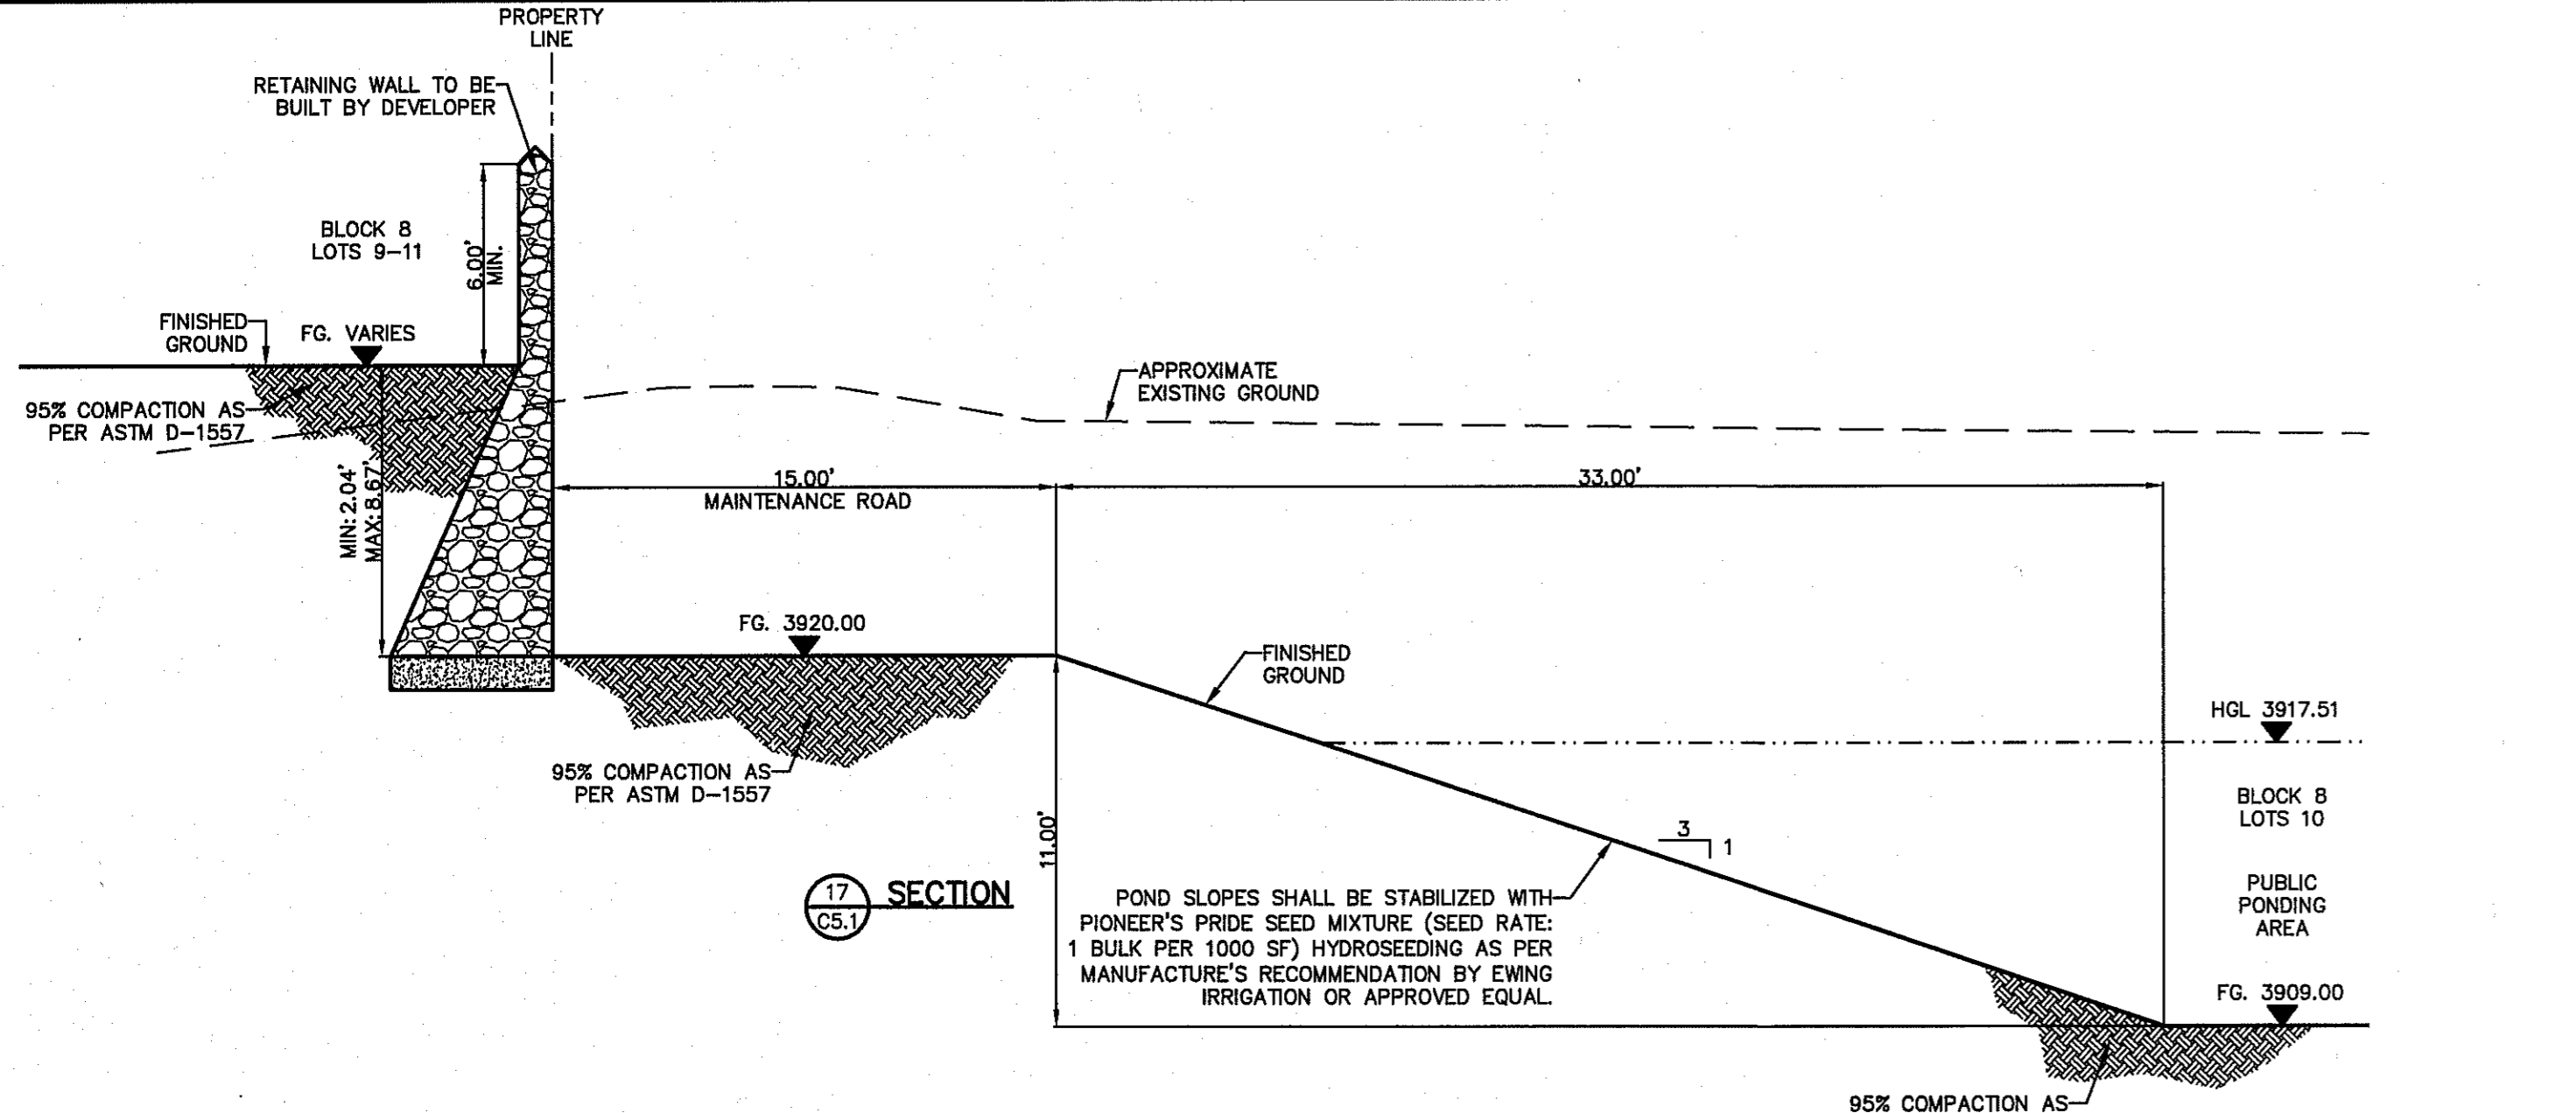 PROPERTY
LINE
RETAINING WALL TO BE
BUILT BY DEVELOPER
BLOCK 8
LOTS 9-11
6.00'
MIN.
FINISHED
GROUND
FG. VARIES
95% COMPACTION AS
PER ASTM D-1557
MIN: 2.04'
MAX: 8.67'
APPROXIMATE
EXISTING GROUND
15.00'
MAINTENANCE ROAD
33.00'
FG. 3920.00
FINISHED
GROUND
95% COMPACTION AS
PER ASTM D-1557
HGL 3917.51
BLOCK 8
LOTS 10
PUBLIC
PONDING
AREA
11.00'
3
1
17
C5.1
SECTION
POND SLOPES SHALL BE STABILIZED WITH
PIONEER'S PRIDE SEED MIXTURE (SEED RATE:
1 BULK PER 1000 SF) HYDROSEEDING AS PER
MANUFACTURE'S RECOMMENDATION BY EWING
IRRIGATION OR APPROVED EQUAL.
FG. 3909.00
95% COMPACTION AS